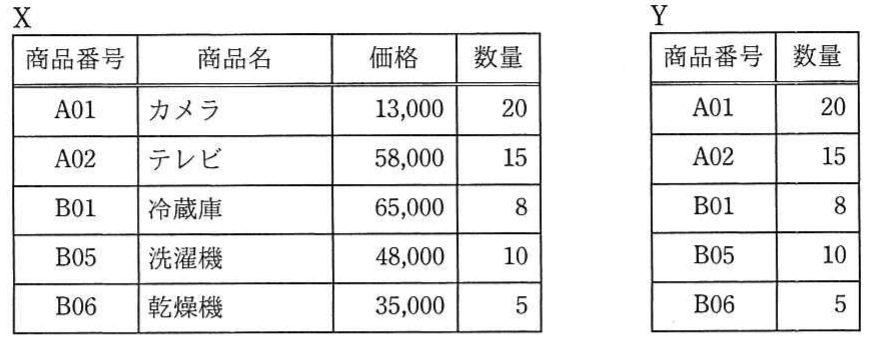 X
商品番号 商品名 価格 数量
A01 カメラ 13,000 20
A02 テレビ 58,000 15
B01 冷蔵庫 65,000 8
B05 洗濯機 48,000 10
B06 乾燥機 35,000 5
Y
商品番号 数量
A01 20
A02 15
B01 8
B05 10
B06 5